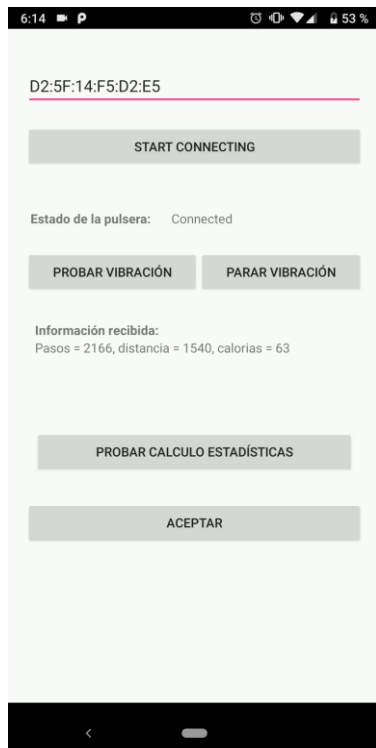 6:14 53 %
D2:5F:14:F5:D2:E5
START CONNECTING
Estado de la pulsera: Connected
PROBAR VIBRACIÓN PARAR VIBRACIÓN
Información recibida:
Pasos = 2166, distancia = 1540, calorias = 63
PROBAR CALCULO ESTADÍSTICAS
ACEPTAR